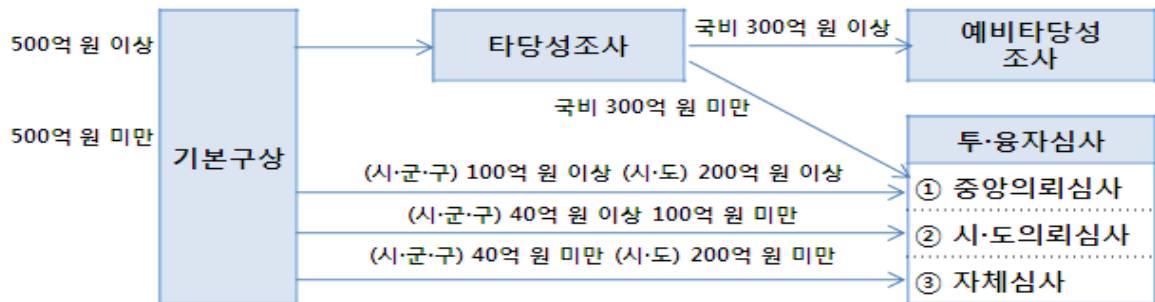 500억 원 이상
500억 원 미만
기본구상
타당성조사
국비 300억 원 이상
예비타당성
조사
국비 300억 원 미만
투·융자심사
(시·군·구) 100억 원 이상 (시·도) 200억 원 이상
① 중앙의뢰심사
(시·군·구) 40억 원 이상 100억 원 미만
② 시·도의뢰심사
(시·군·구) 40억 원 미만 (시·도) 200억 원 미만
③ 자체심사